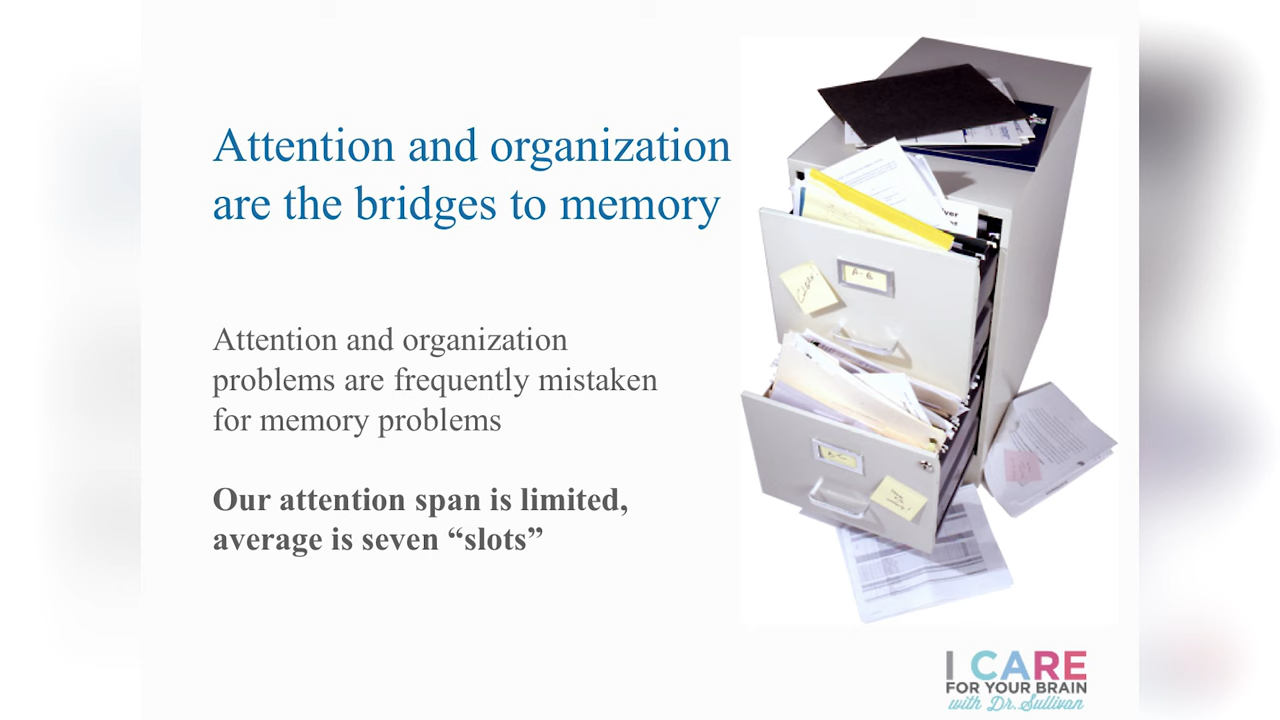 Attention and organization
are the bridges to memory
Attention and organization
problems are frequently mistaken
for memory problems
Our attention span is limited,
average is seven “slots”
A-B
I CARE
FOR YOUR BRAIN
with Dr. Sullivan